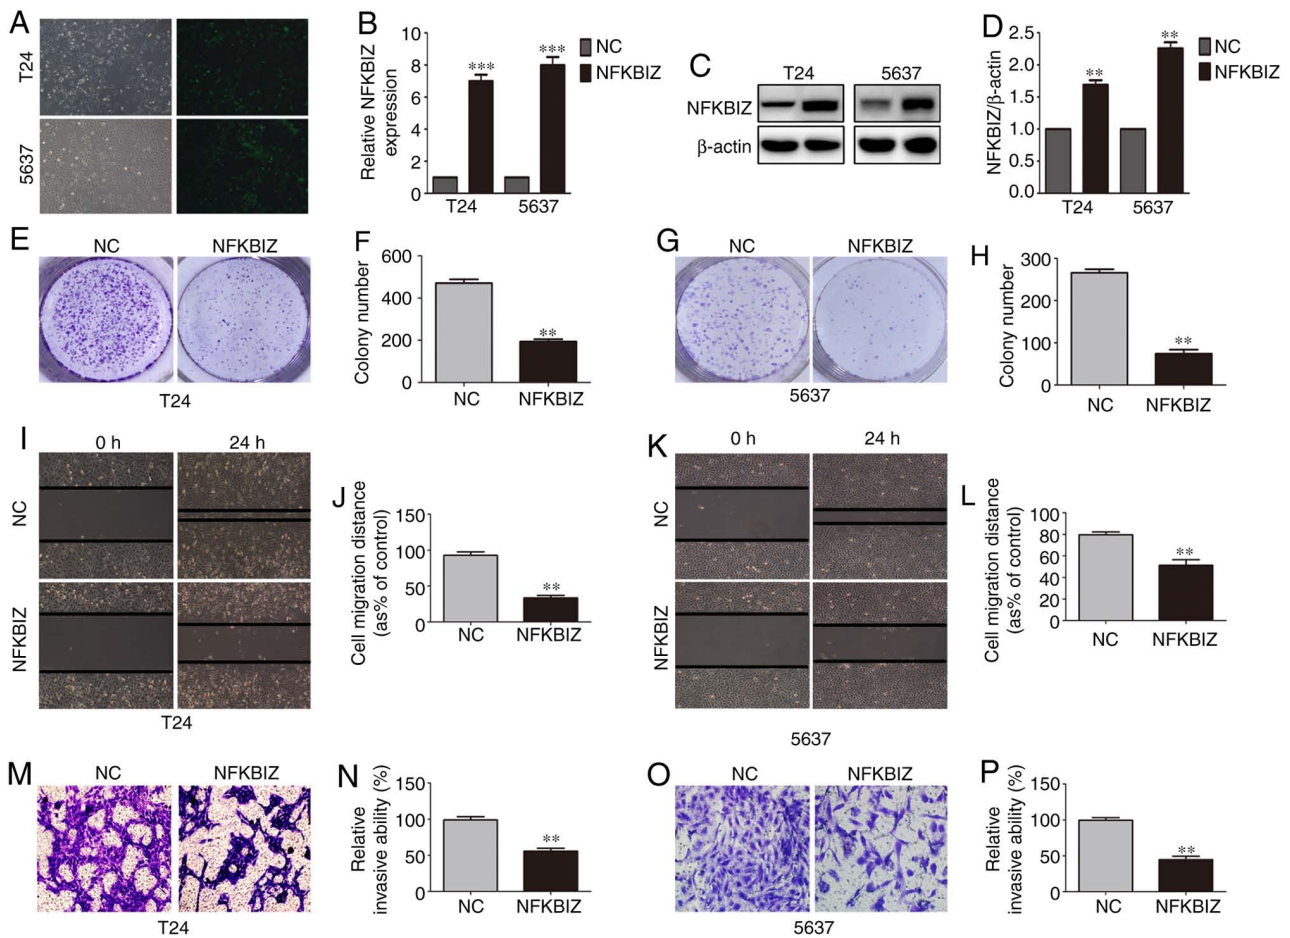 A
T24
5637
B
Relative NFKBIZ
expression
10
8
6
4
2
0
***
***
T24
5637
NC
NFKBIZ
C
T24
5637
NFKBIZ
β-actin
D
NFKBIZ/β-actin
2.5
2.0
1.5
1.0
0.5
0.0
**
**
T24
5637
NC
NFKBIZ
E
NC
NFKBIZ
T24
F
Colony number
600
400
200
0
**
NC
NFKBIZ
G
NC
NFKBIZ
5637
H
Colony number
300
200
100
0
**
NC
NFKBIZ
I
0 h
24 h
NC
NFKBIZ
T24
J
Cell migration distance
(as% of control)
150
100
50
0
**
NC
NFKBIZ
K
0 h
24 h
NC
NFKBIZ
5637
L
Cell migration distance
(as% of control)
100
80
60
40
20
0
**
NC
NFKBIZ
M
NC
NFKBIZ
T24
N
Relative
invasive ability (%)
150
100
50
0
**
NC
NFKBIZ
O
NC
NFKBIZ
5637
P
Relative
invasive ability (%)
150
100
50
0
**
NC
NFKBIZ